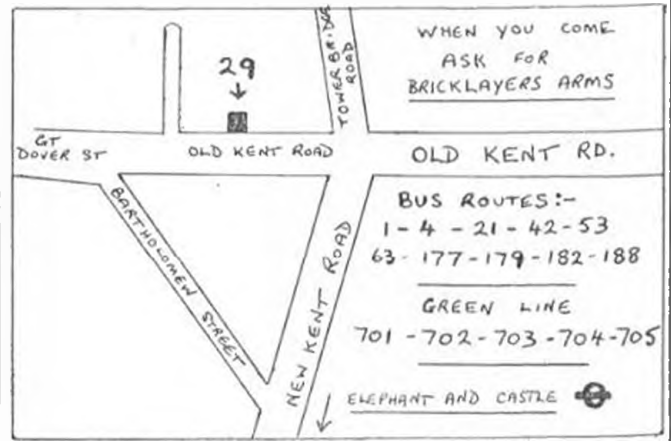 WHEN YOU COME
ASK FOR
BRICKLAYERS ARMS
29
TOWER BRIDGE
ROAD
GT
DOVER ST
OLD KENT ROAD
OLD KENT RD.
BARTHOLOMEW STREET
NEW KENT ROAD
BUS ROUTES:-
1 - 4 - 21 - 42 - 53
63 - 177 - 179 - 182 - 188
GREEN LINE
701 - 702 - 703 - 704 - 705
ELEPHANT AND CASTLE